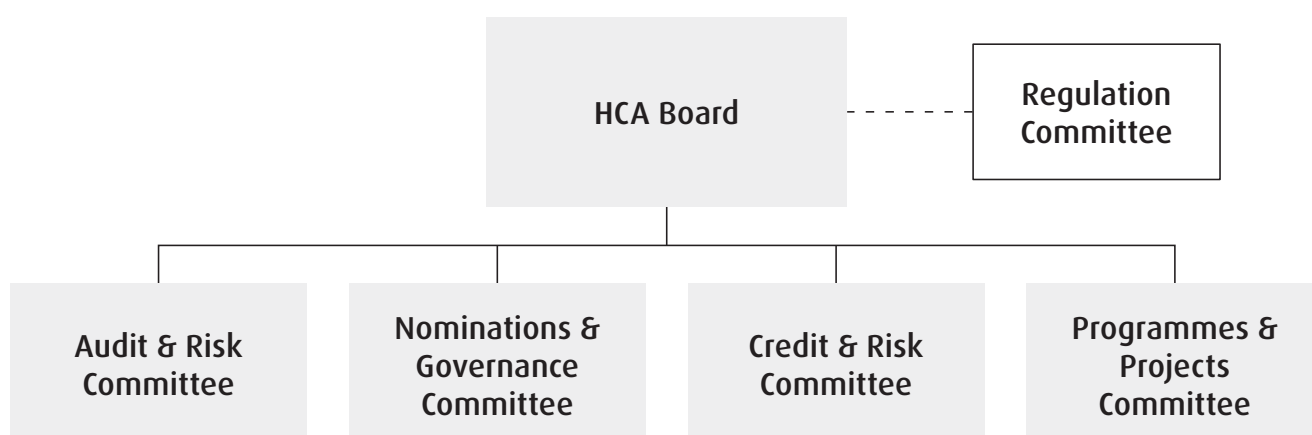 HCA Board
Regulation
Committee
Audit & Risk
Committee
Nominations &
Governance
Committee
Credit & Risk
Committee
Programmes &
Projects
Committee